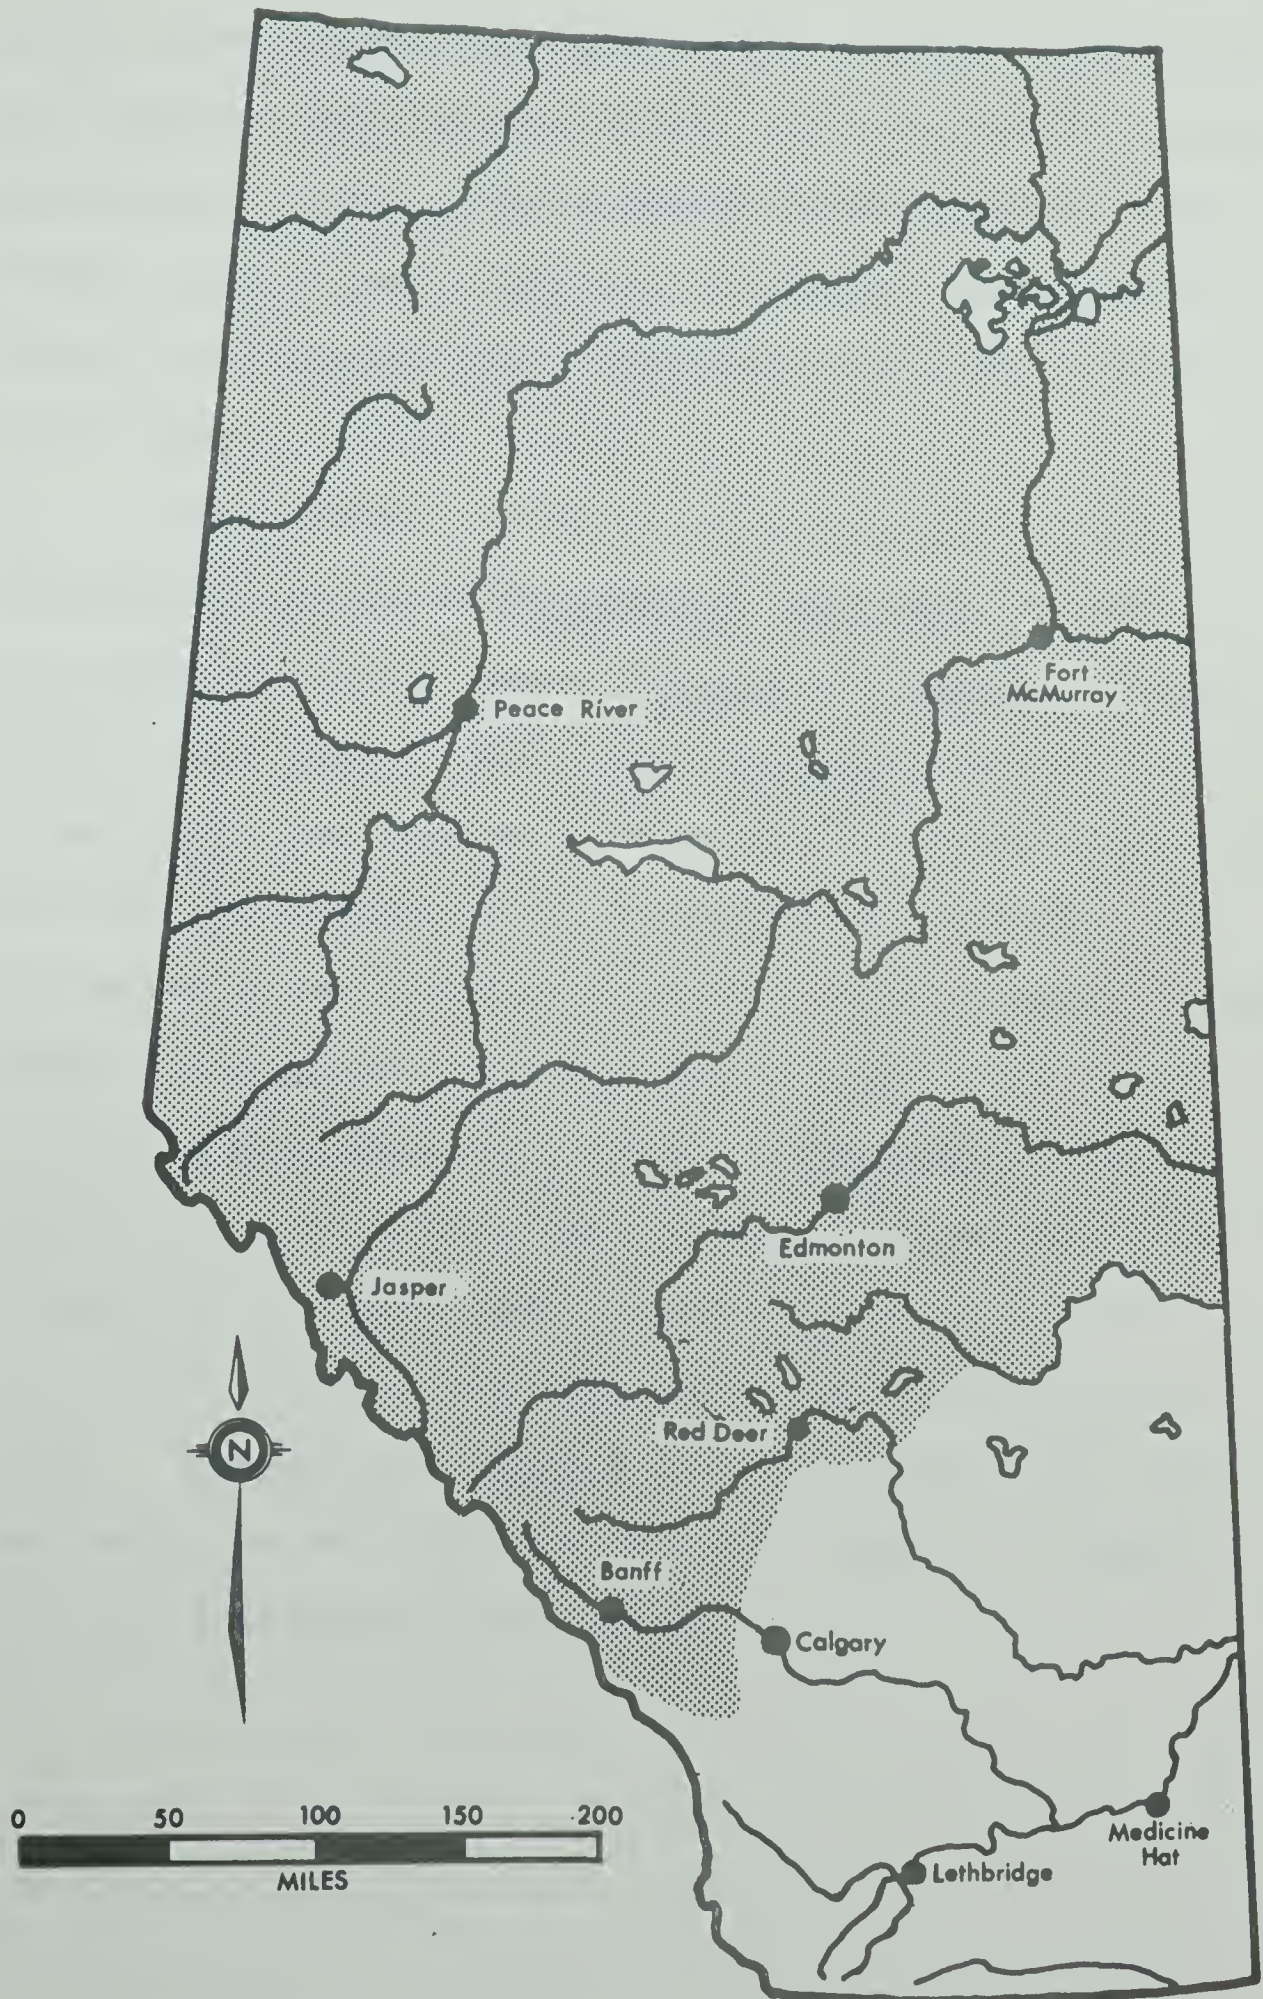 Fort
McMurray
Peace River
Edmonton
Jasper
N
Red Deer
Banff
Calgary
0 50 100 150 200
MILES
Medicine
Hat
Lethbridge